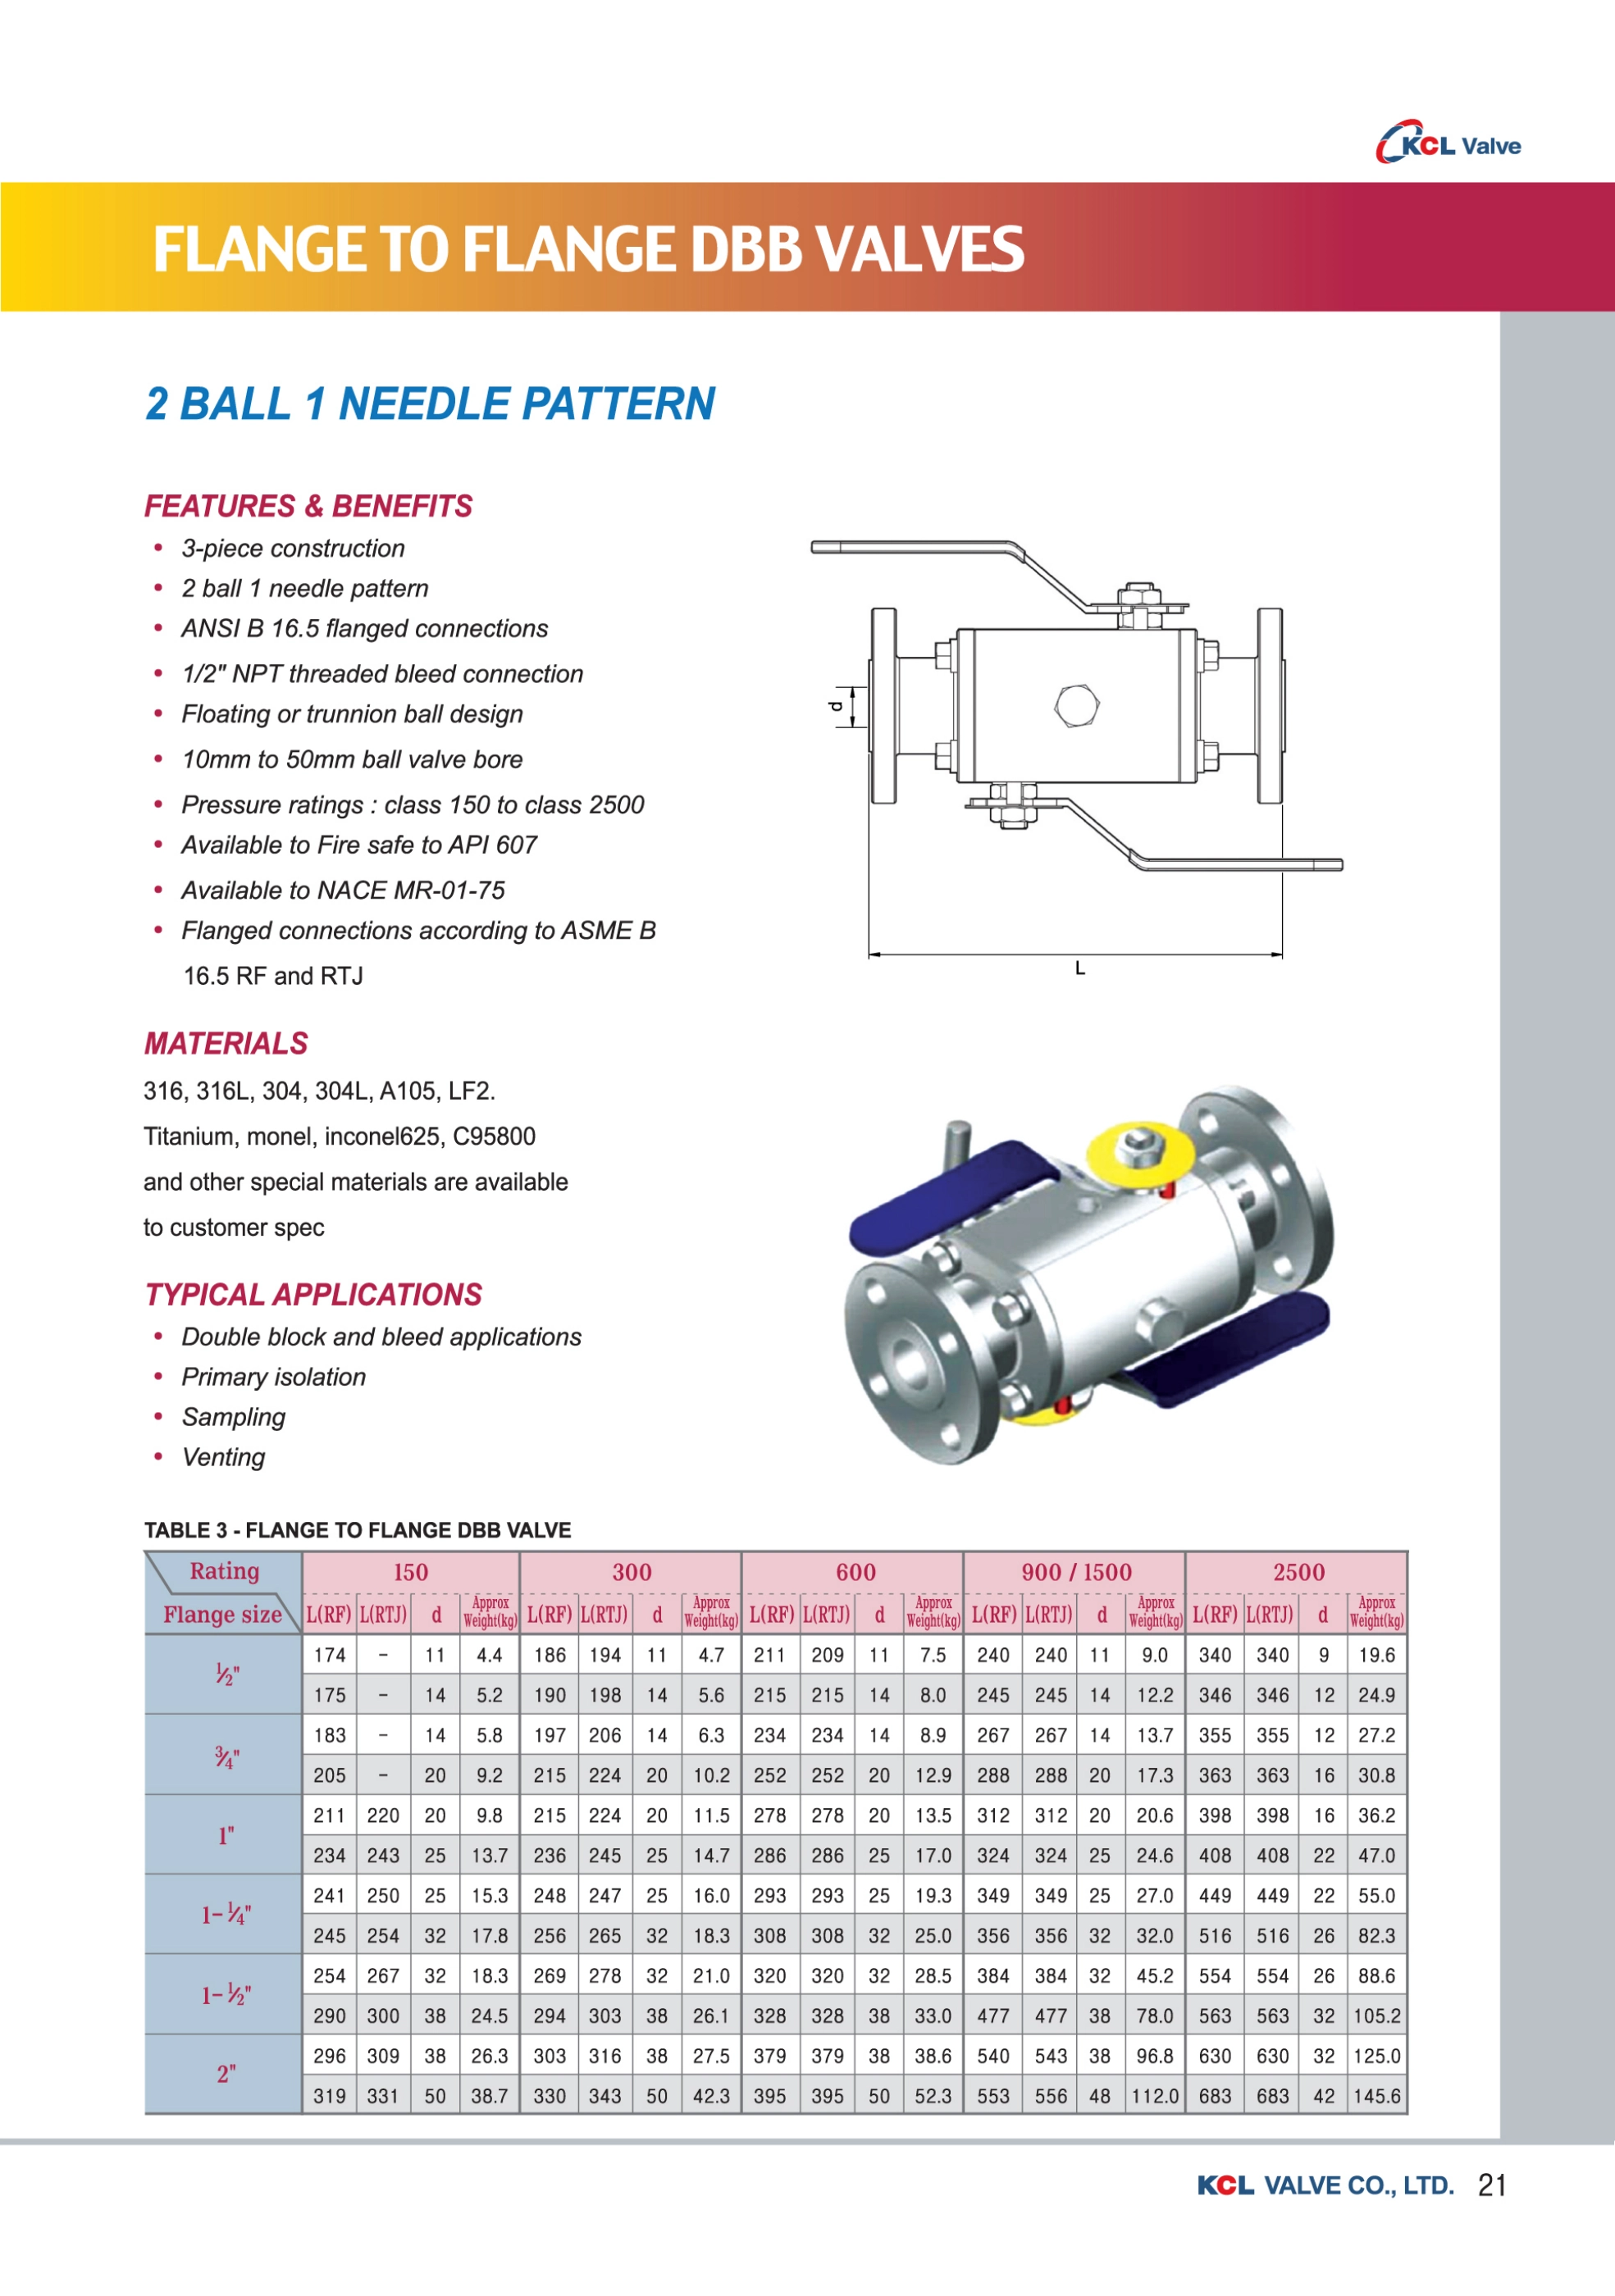 KCL Valve
FLANGE TO FLANGE DBB VALVES
2 BALL 1 NEEDLE PATTERN
FEATURES & BENEFITS
• 3-piece construction
• 2 ball 1 needle pattern
• ANSI B 16.5 flanged connections
• 1/2" NPT threaded bleed connection
• Floating or trunnion ball design
• 10mm to 50mm ball valve bore
• Pressure ratings : class 150 to class 2500
• Available to Fire safe to API 607
• Available to NACE MR-01-75
• Flanged connections according to ASME B
16.5 RF and RTJ
d
L
MATERIALS
316, 316L, 304, 304L, A105, LF2.
Titanium, monel, inconel625, C95800
and other special materials are available
to customer spec
TYPICAL APPLICATIONS
• Double block and bleed applications
• Primary isolation
• Sampling
• Venting
TABLE 3 - FLANGE TO FLANGE DBB VALVE
Rating 150 300 600 900 / 1500 2500
Flange size L(RF) L(RTJ) d Approx Weight(kg) L(RF) L(RTJ) d Approx Weight(kg) L(RF) L(RTJ) d Approx Weight(kg) L(RF) L(RTJ) d Approx Weight(kg) L(RF) L(RTJ) d Approx Weight(kg)
½" 174 - 11 4.4 186 194 11 4.7 211 209 11 7.5 240 240 11 9.0 340 340 9 19.6
175 - 14 5.2 190 198 14 5.6 215 215 14 8.0 245 245 14 12.2 346 346 12 24.9
¾" 183 - 14 5.8 197 206 14 6.3 234 234 14 8.9 267 267 14 13.7 355 355 12 27.2
205 - 20 9.2 215 224 20 10.2 252 252 20 12.9 288 288 20 17.3 363 363 16 30.8
1" 211 220 20 9.8 215 224 20 11.5 278 278 20 13.5 312 312 20 20.6 398 398 16 36.2
234 243 25 13.7 236 245 25 14.7 286 286 25 17.0 324 324 25 24.6 408 408 22 47.0
1-¼" 241 250 25 15.3 248 247 25 16.0 293 293 25 19.3 349 349 25 27.0 449 449 22 55.0
245 254 32 17.8 256 265 32 18.3 308 308 32 25.0 356 356 32 32.0 516 516 26 82.3
1-½" 254 267 32 18.3 269 278 32 21.0 320 320 32 28.5 384 384 32 45.2 554 554 26 88.6
290 300 38 24.5 294 303 38 26.1 328 328 38 33.0 477 477 38 78.0 563 563 32 105.2
2" 296 309 38 26.3 303 316 38 27.5 379 379 38 38.6 540 543 38 96.8 630 630 32 125.0
319 331 50 38.7 330 343 50 42.3 395 395 50 52.3 553 556 48 112.0 683 683 42 145.6
KCL VALVE CO., LTD. 21